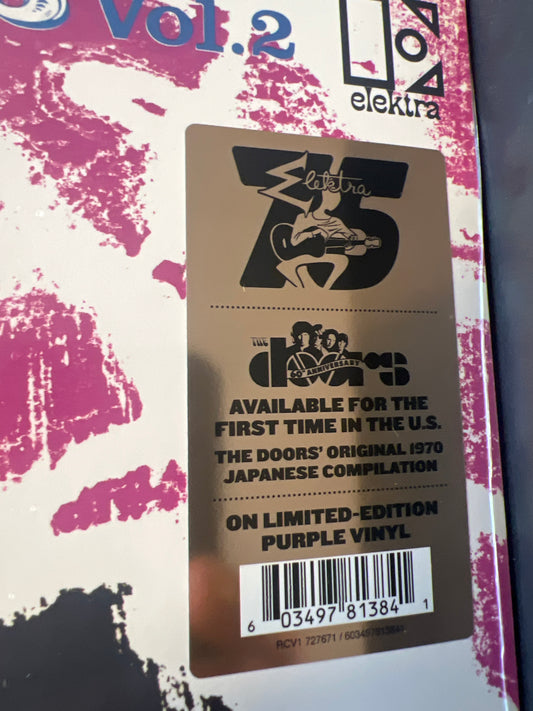 Vol.2
elektra
Elektra
75
THE
doors
60TH ANNIVERSARY
AVAILABLE FOR THE
FIRST TIME IN THE U.S.
THE DOORS' ORIGINAL 1970
JAPANESE COMPILATION
ON LIMITED-EDITION
PURPLE VINYL
6 03497 81384 1
RCV1 727671 / 603497813841